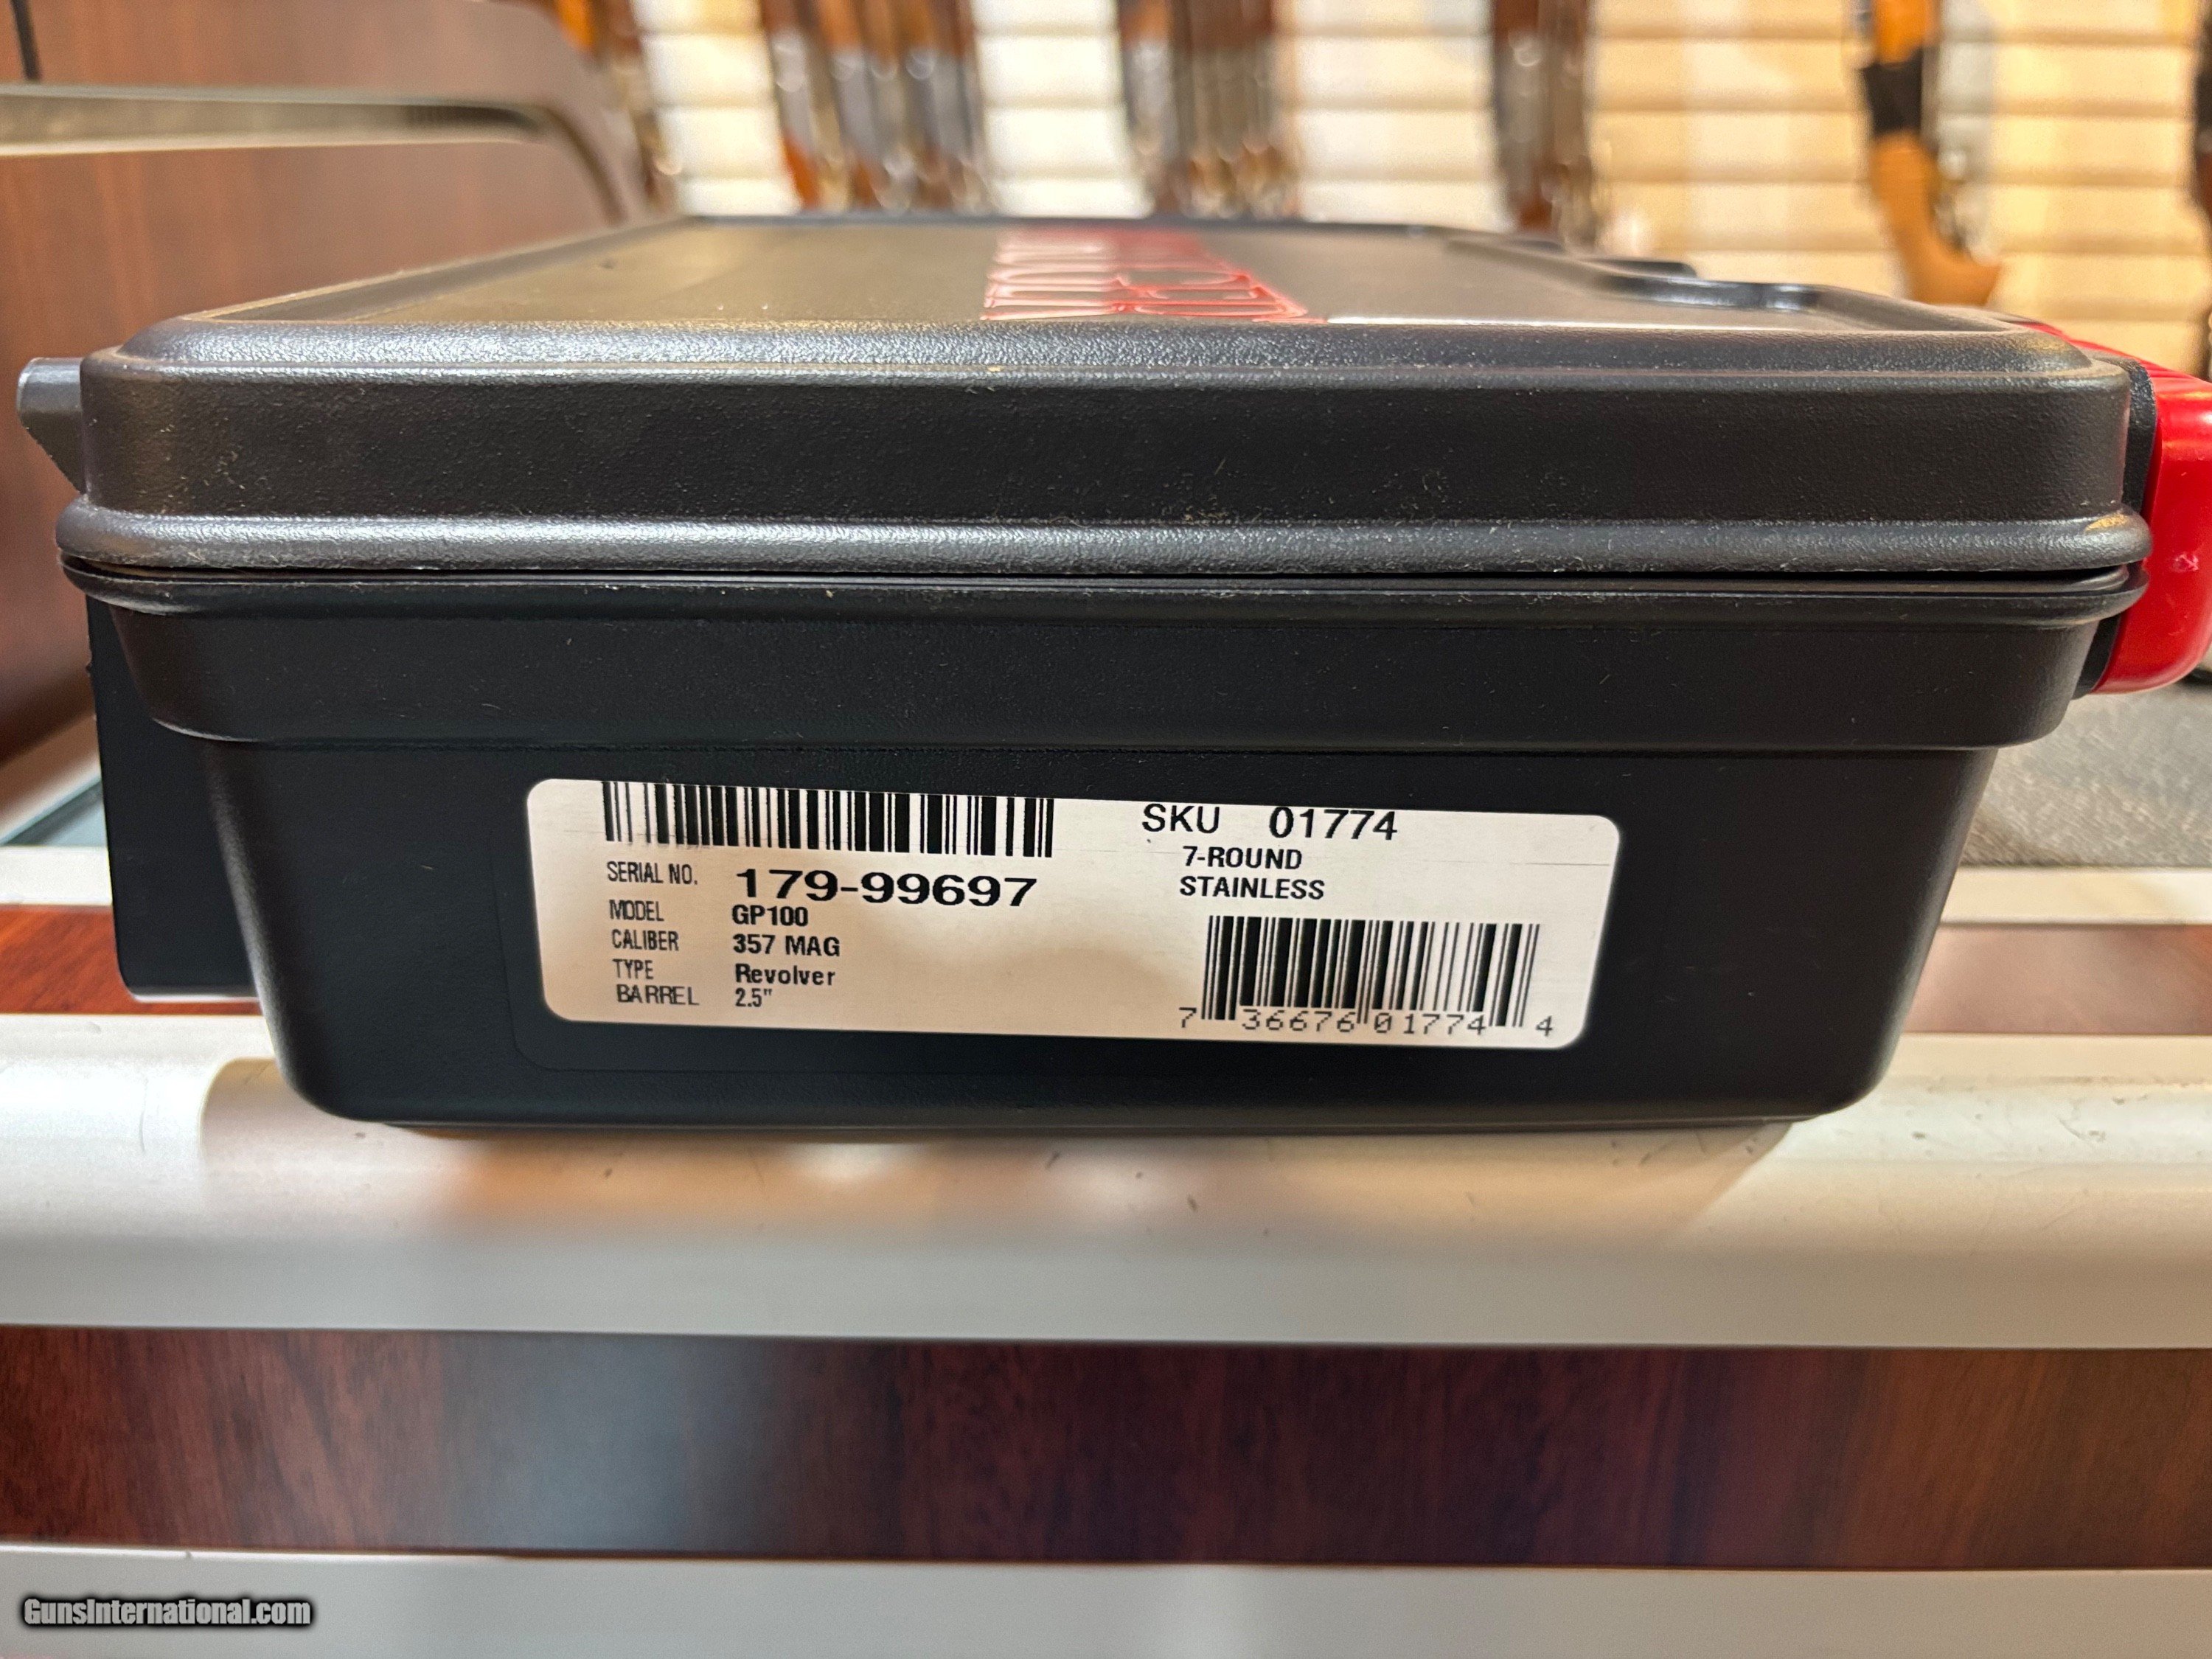 SKU 01774
7-ROUND
STAINLESS
SERIAL NO. 179-99697
MODEL GP100
CALIBER 357 MAG
TYPE Revolver
BARREL 2.5"
7 36676 01774 4
GunsInternational.com